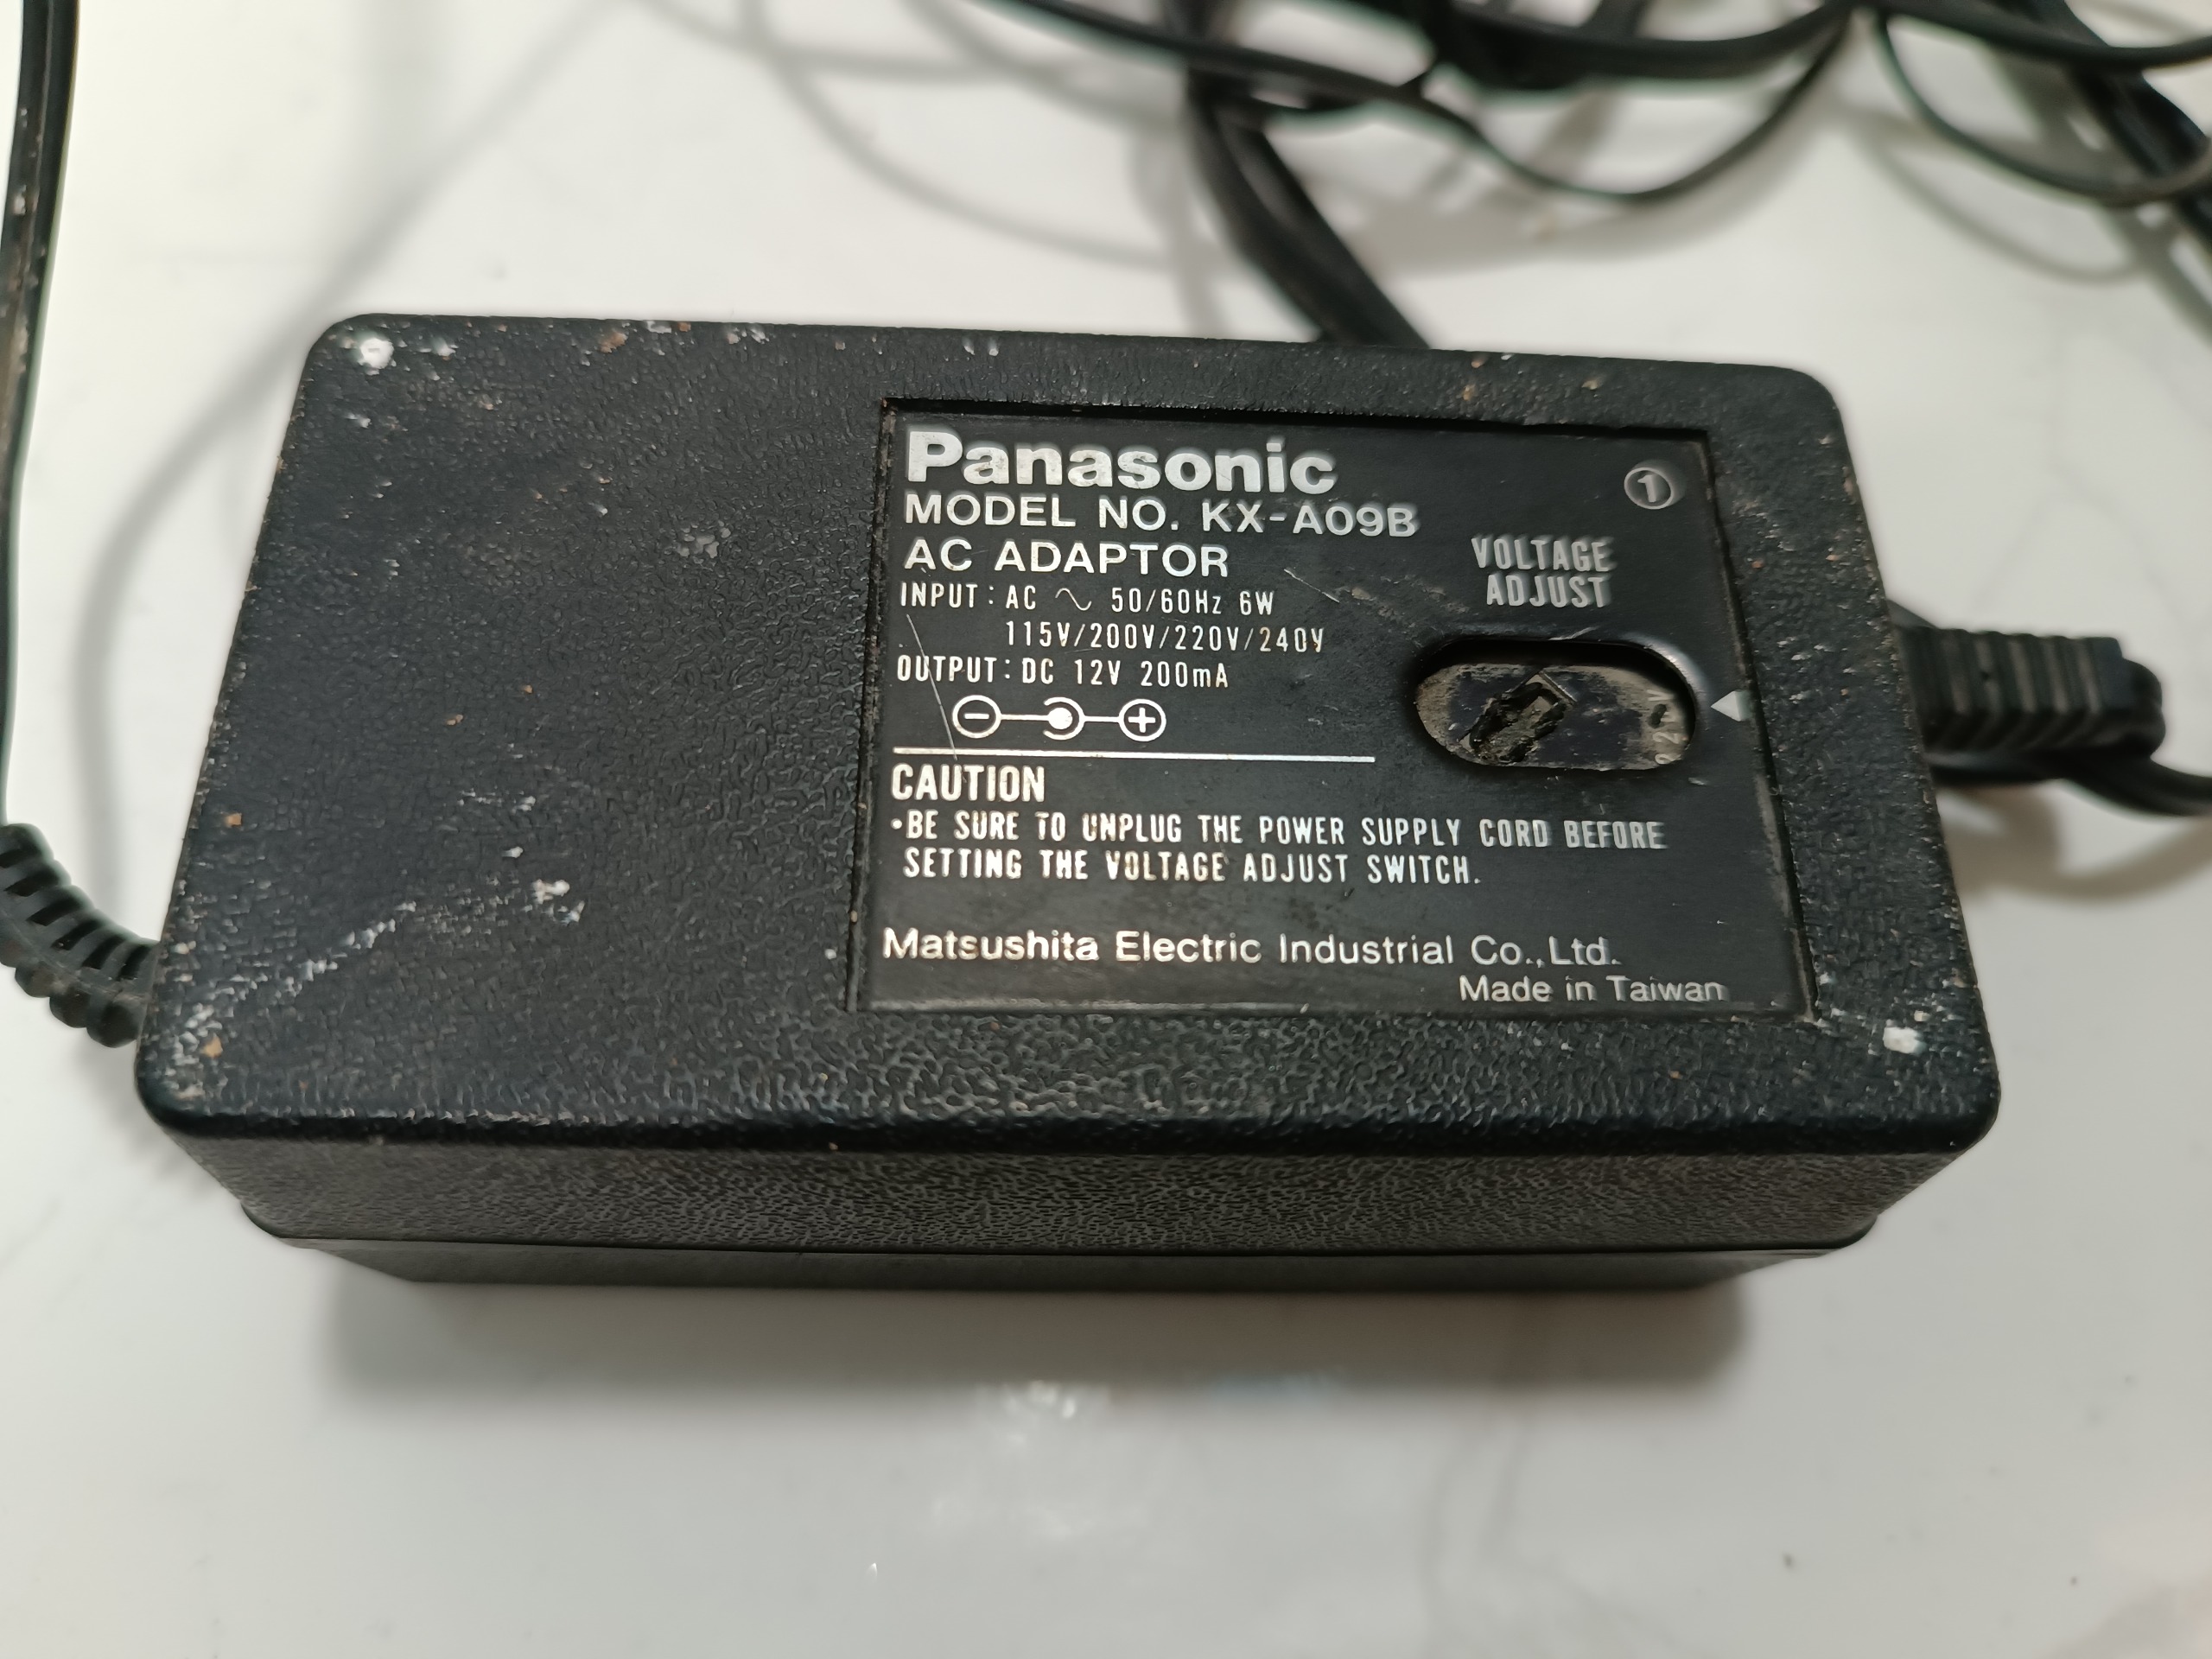 Panasonic
①
MODEL NO. KX-A09B
AC ADAPTOR
VOLTAGE
ADJUST
INPUT: AC ∿ 50/60Hz 6W
115V/200V/220V/240V
OUTPUT: DC 12V 200mA
CAUTION
•BE SURE TO UNPLUG THE POWER SUPPLY CORD BEFORE
SETTING THE VOLTAGE ADJUST SWITCH.
Matsushita Electric Industrial Co.,Ltd.
Made in Taiwan